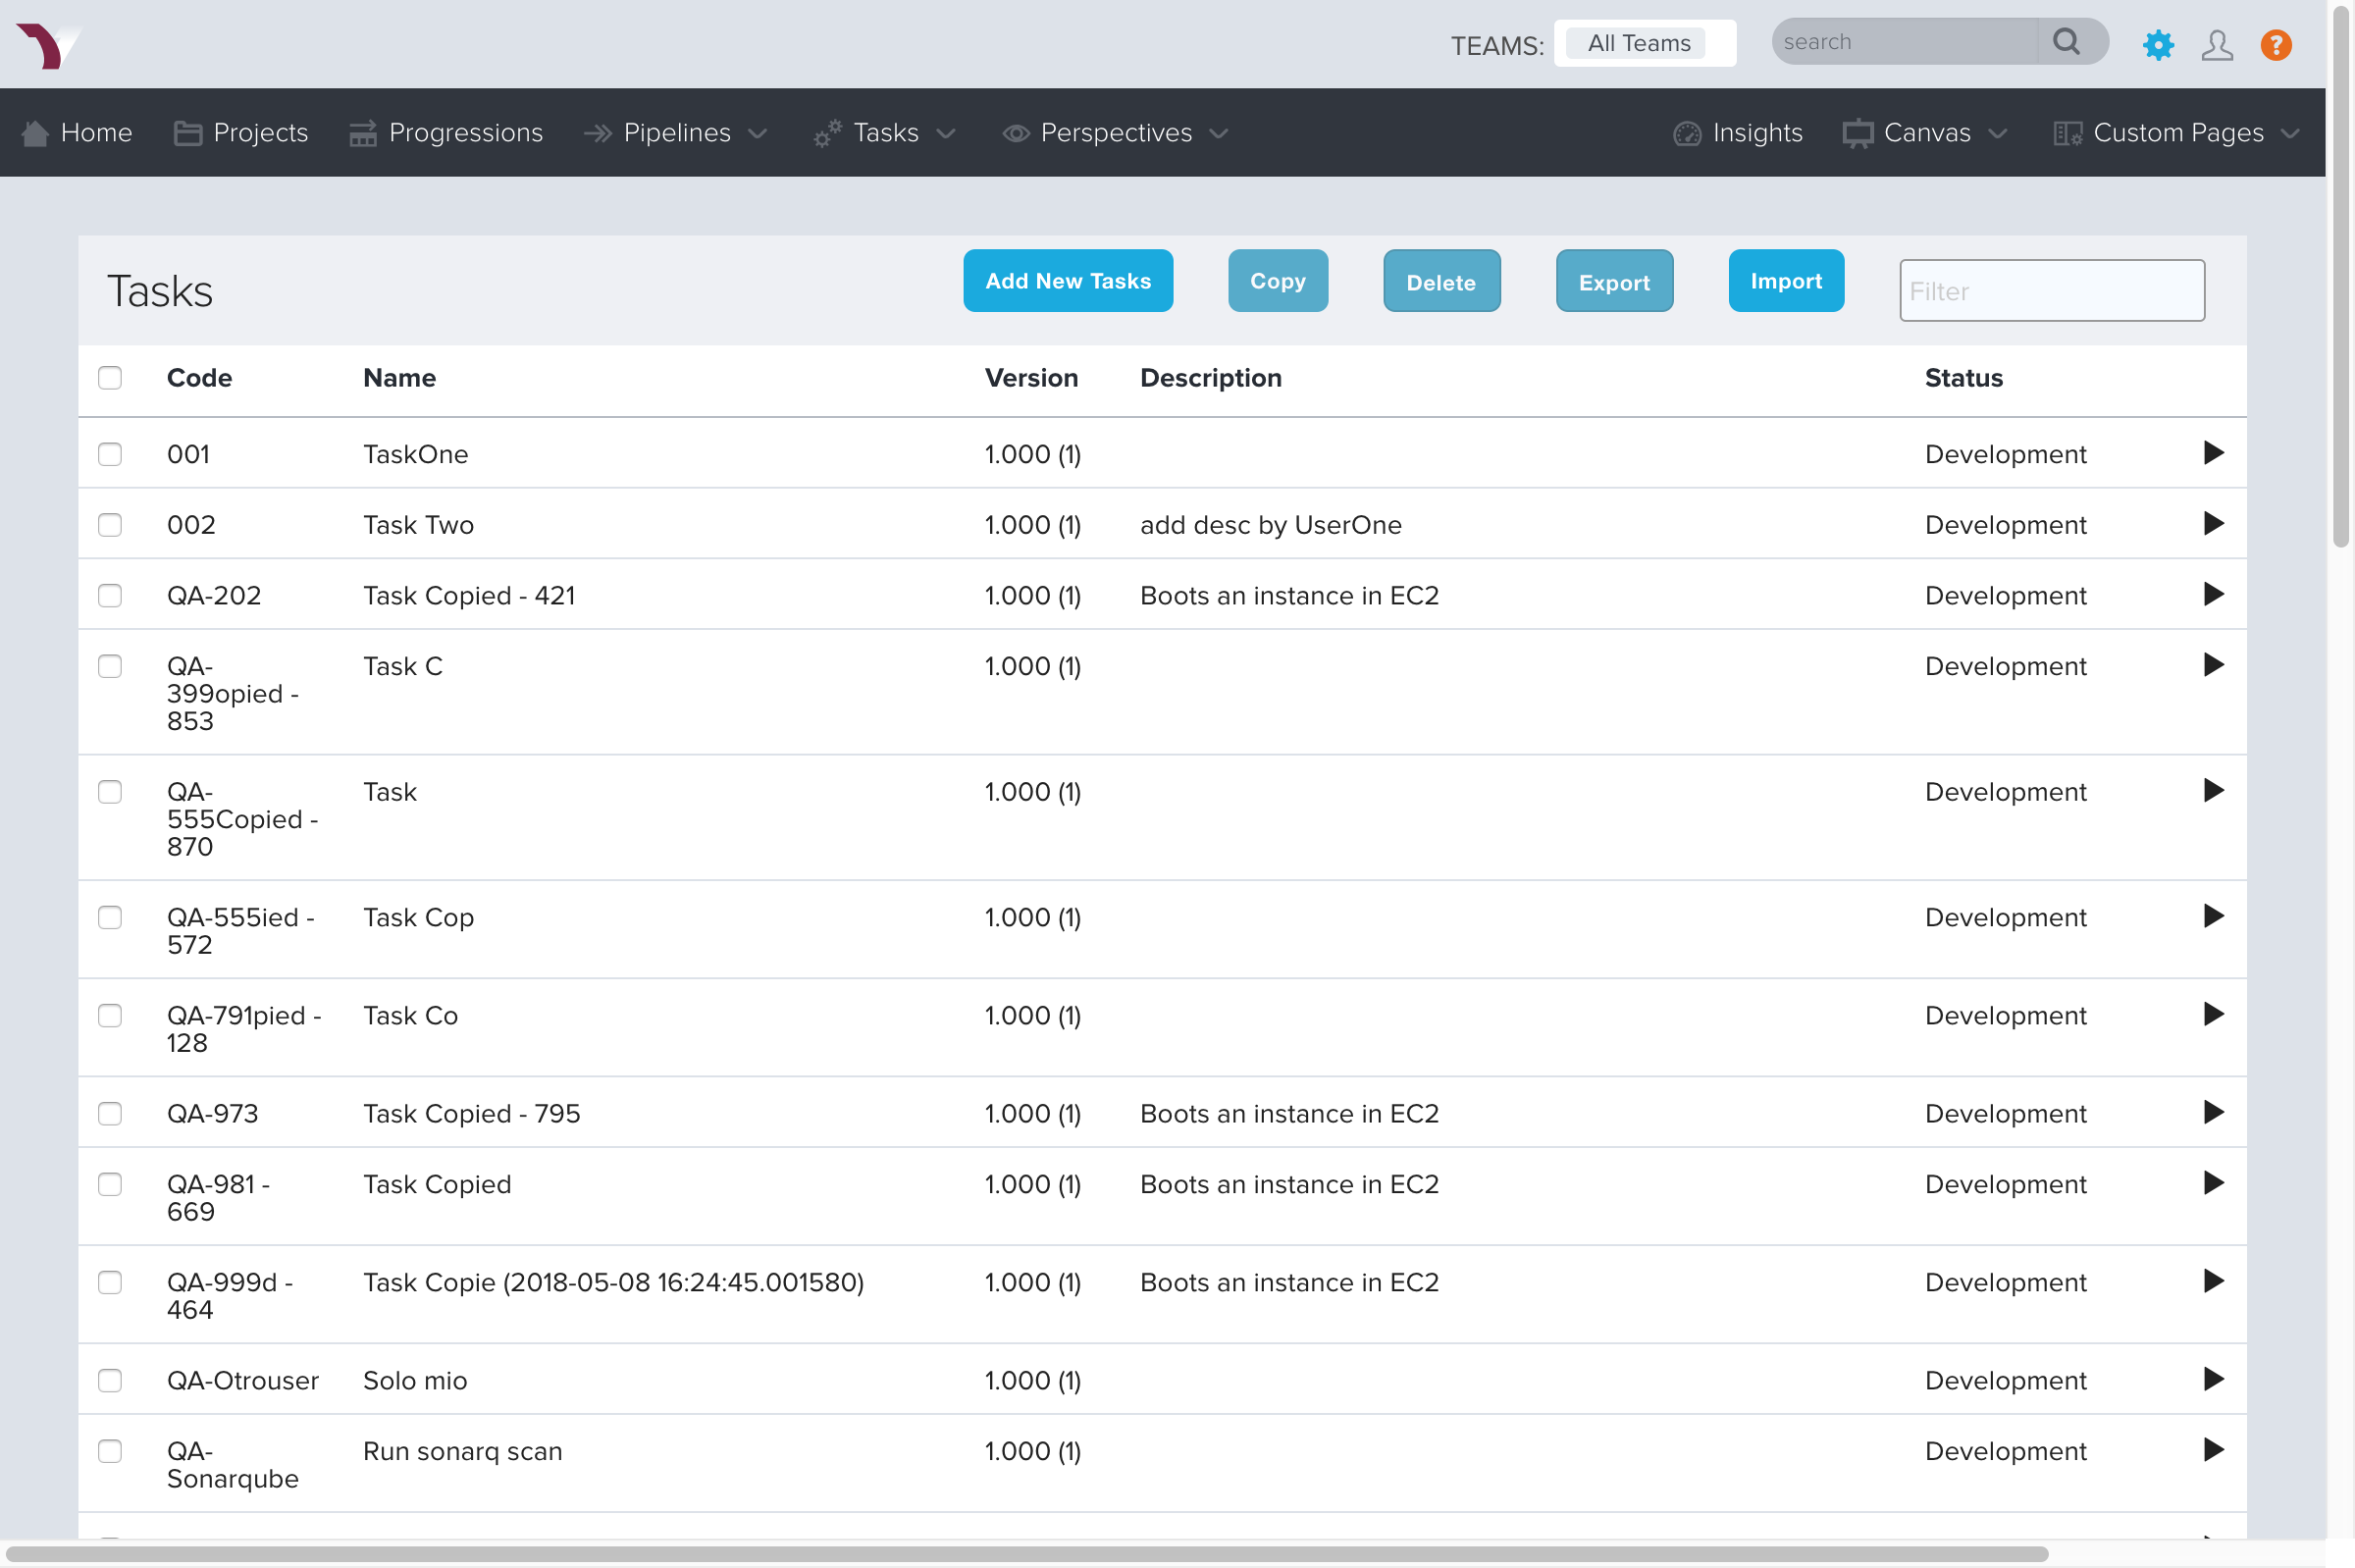 TEAMS: All Teams search ?
Home Projects Progressions Pipelines Tasks Perspectives Insights Canvas Custom Pages
Tasks Add New Tasks Copy Delete Export Import Filter
Code Name Version Description Status
001 TaskOne 1.000 (1) Development
002 Task Two 1.000 (1) add desc by UserOne Development
QA-202 Task Copied - 421 1.000 (1) Boots an instance in EC2 Development
QA- Task C 1.000 (1) Development
399opied -
853
QA- Task 1.000 (1) Development
555Copied -
870
QA-555ied - Task Cop 1.000 (1) Development
572
QA-791pied - Task Co 1.000 (1) Development
128
QA-973 Task Copied - 795 1.000 (1) Boots an instance in EC2 Development
QA-981 - Task Copied 1.000 (1) Boots an instance in EC2 Development
669
QA-999d - Task Copie (2018-05-08 16:24:45.001580) 1.000 (1) Boots an instance in EC2 Development
464
QA-Otrouser Solo mio 1.000 (1) Development
QA- Run sonarq scan 1.000 (1) Development
Sonarqube